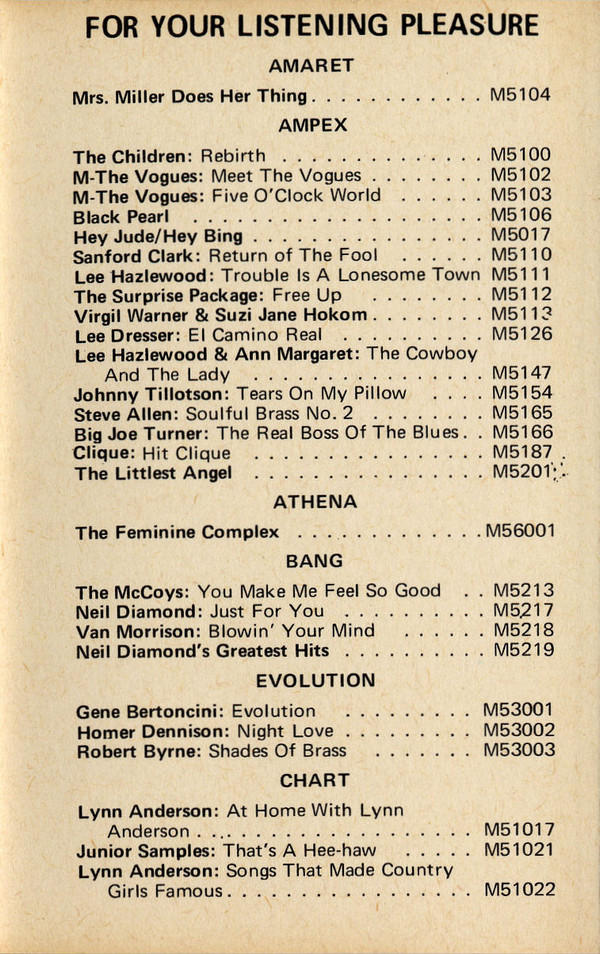 FOR YOUR LISTENING PLEASURE
AMARET
Mrs. Miller Does Her Thing . . . . . . . . . . . . M5104
AMPEX
The Children: Rebirth . . . . . . . . . . . . . . M5100
M-The Vogues: Meet The Vogues . . . . . . . M5102
M-The Vogues: Five O'Clock World . . . . . . M5103
Black Pearl . . . . . . . . . . . . . . . . . . . . M5106
Hey Jude/Hey Bing . . . . . . . . . . . . . . . . M5017
Sanford Clark: Return of The Fool . . . . . . M5110
Lee Hazlewood: Trouble Is A Lonesome Town M5111
The Surprise Package: Free Up . . . . . . . . M5112
Virgil Warner & Suzi Jane Hokom . . . . . . . . M5113
Lee Dresser: El Camino Real . . . . . . . . . . M5126
Lee Hazlewood & Ann Margaret: The Cowboy
And The Lady . . . . . . . . . . . . . . . . M5147
Johnny Tillotson: Tears On My Pillow . . . . M5154
Steve Allen: Soulful Brass No. 2 . . . . . . . . M5165
Big Joe Turner: The Real Boss Of The Blues . . M5166
Clique: Hit Clique . . . . . . . . . . . . . . . . M5187
The Littlest Angel . . . . . . . . . . . . . . . . . M5201
ATHENA
The Feminine Complex . . . . . . . . . . . . . M56001
BANG
The McCoys: You Make Me Feel So Good . . M5213
Neil Diamond: Just For You . . . . . . . . . . M5217
Van Morrison: Blowin' Your Mind . . . . . . M5218
Neil Diamond's Greatest Hits . . . . . . . . . . M5219
EVOLUTION
Gene Bertoncini: Evolution . . . . . . . . . M53001
Homer Dennison: Night Love . . . . . . . . . M53002
Robert Byrne: Shades Of Brass . . . . . . . M53003
CHART
Lynn Anderson: At Home With Lynn
Anderson . . . . . . . . . . . . . . . . . . . M51017
Junior Samples: That's A Hee-haw . . . . . M51021
Lynn Anderson: Songs That Made Country
Girls Famous . . . . . . . . . . . . . . . . . M51022